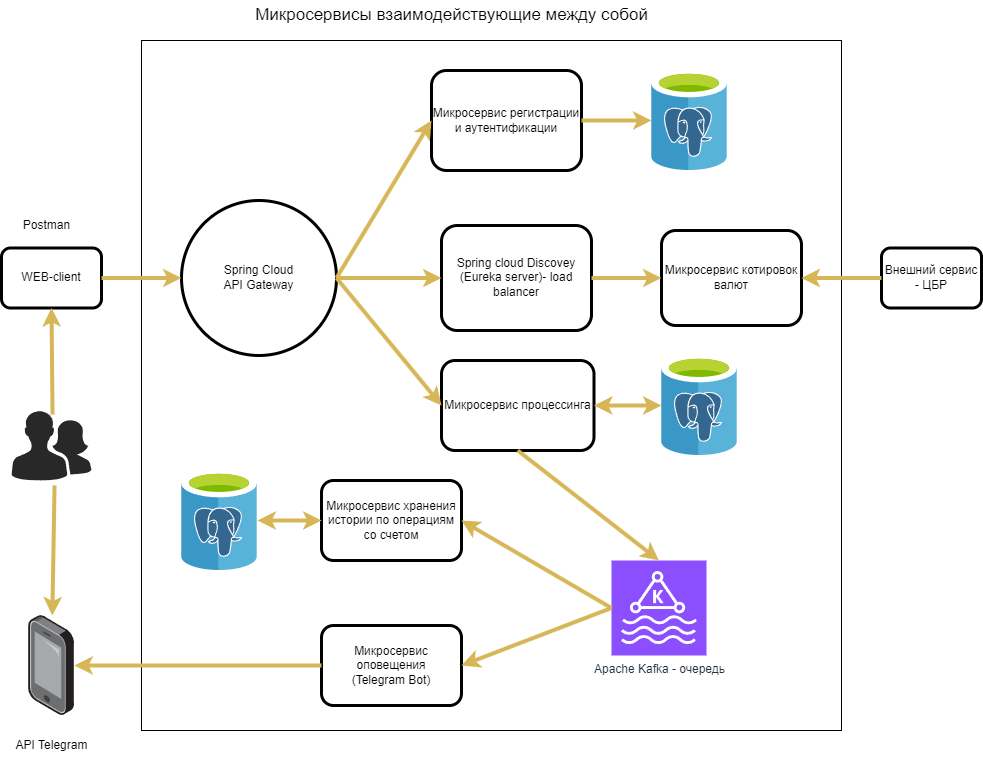 Микросервисы взаимодействующие между собой
Микросервис регистрации
и аутентификации
Postman
WEB-client
Spring Cloud
API Gateway
Spring cloud Discovey
(Eureka server)- load
balancer
Микросервис котировок
валют
Внешний сервис
- ЦБР
Микросервис процессинга
Микросервис хранения
истории по операциям
со счетом
K
Apache Kafka - очередь
Микросервис
оповещения
(Telegram Bot)
API Telegram